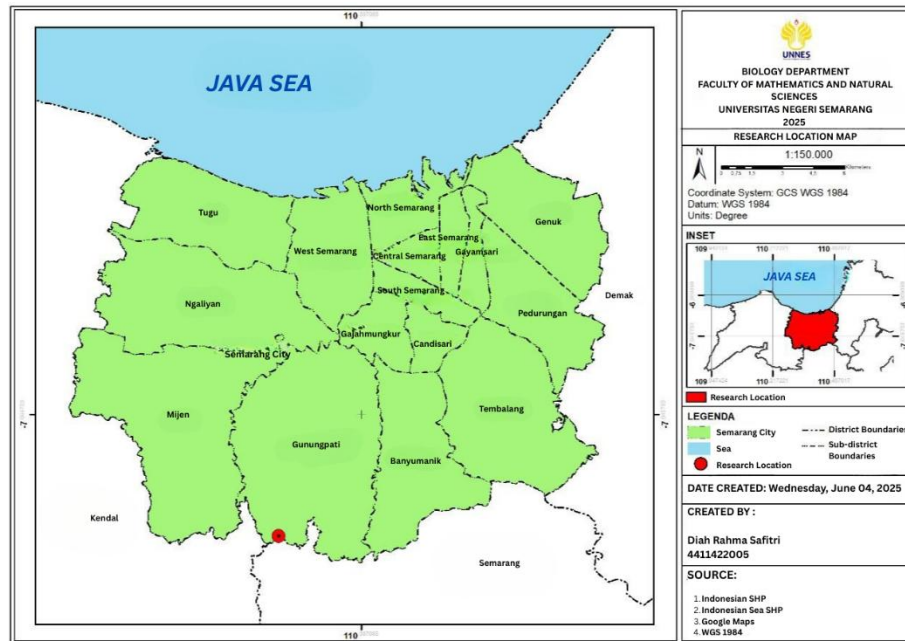 110
JAVA SEA
Tugu
North Semarang
Genuk
East Semarang
West Semarang
Central Semarang
Gayamsari
South Semarang
Demak
Ngaliyan
Pedurungan
Gajahmungkur
Candisari
Semarang City
Mijen
Tembalang
Gunungpati
Banyumanik
Kendal
Semarang
-7
-7
110
UNNES
BIOLOGY DEPARTMENT
FACULTY OF MATHEMATICS AND NATURAL
SCIENCES
UNIVERSITAS NEGERI SEMARANG
2025
RESEARCH LOCATION MAP
N
1:150.000
Kilometers
Coordinate System: GCS WGS 1984
Datum: WGS 1984
Units: Degree
INSET
109 110 110
JAVA SEA
109 110 110
Research Location
LEGENDA
Semarang City
Sea
Research Location
District Boundaries
Sub-district
Boundaries
DATE CREATED: Wednesday, June 04, 2025
CREATED BY :
Diah Rahma Safitri
4411422005
SOURCE:
1. Indonesian SHP
2. Indonesian Sea SHP
3. Google Maps
4. WGS 1984